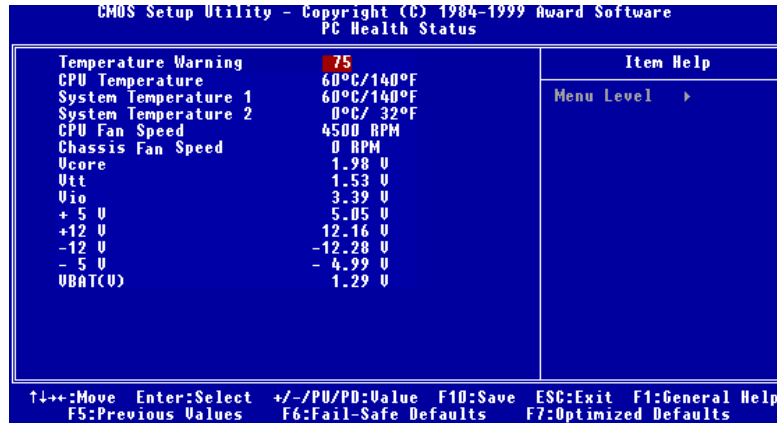 CMOS Setup Utility - Copyright (C) 1984-1999 Award Software
PC Health Status
Temperature Warning 75
CPU Temperature 60°C/140°F
System Temperature 1 60°C/140°F
System Temperature 2 0°C/ 32°F
CPU Fan Speed 4500 RPM
Chassis Fan Speed 0 RPM
Vcore 1.98 V
Vtt 1.53 V
Vio 3.39 V
+ 5 V 5.05 V
+12 V 12.16 V
-12 V -12.28 V
- 5 V - 4.99 V
VBAT(V) 1.29 V
Item Help
Menu Level ▸
↑↓→←:Move Enter:Select +/-/PU/PD:Value F10:Save ESC:Exit F1:General Help
F5:Previous Values F6:Fail-Safe Defaults F7:Optimized Defaults